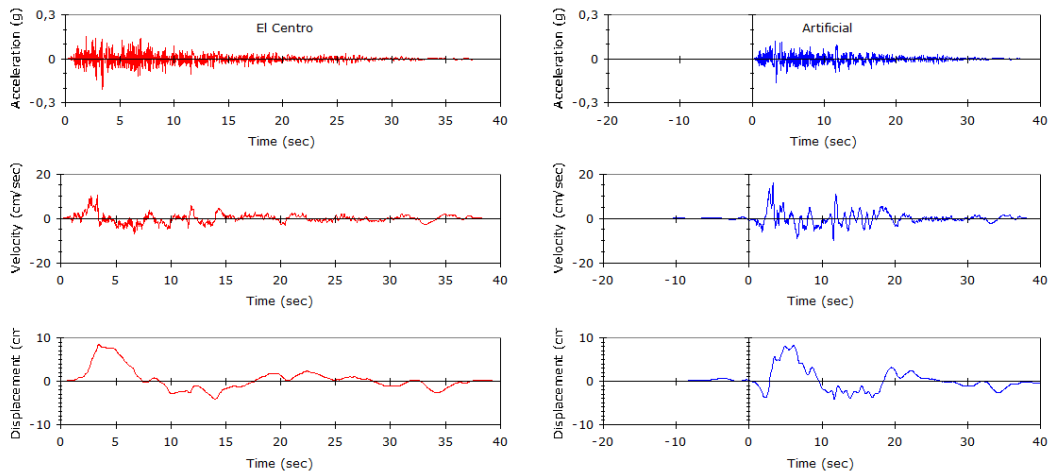 Acceleration (g)
0,3
0
-0,3
El Centro
0 5 10 15 20 25 30 35 40
Time (sec)
Acceleration (g)
0,3
0
-0,3
Artificial
-20 -10 0 10 20 30 40
Time (sec)
Velocity (cm/sec)
20
0
-20
0 5 10 15 20 25 30 35 40
Time (sec)
Velocity (cm/sec)
20
0
-20
-20 -10 0 10 20 30 40
Time (sec)
Displacement (cm
10
0
-10
0 5 10 15 20 25 30 35 40
Time (sec)
Displacement (cm
10
0
-10
-20 -10 0 10 20 30 40
Time (sec)